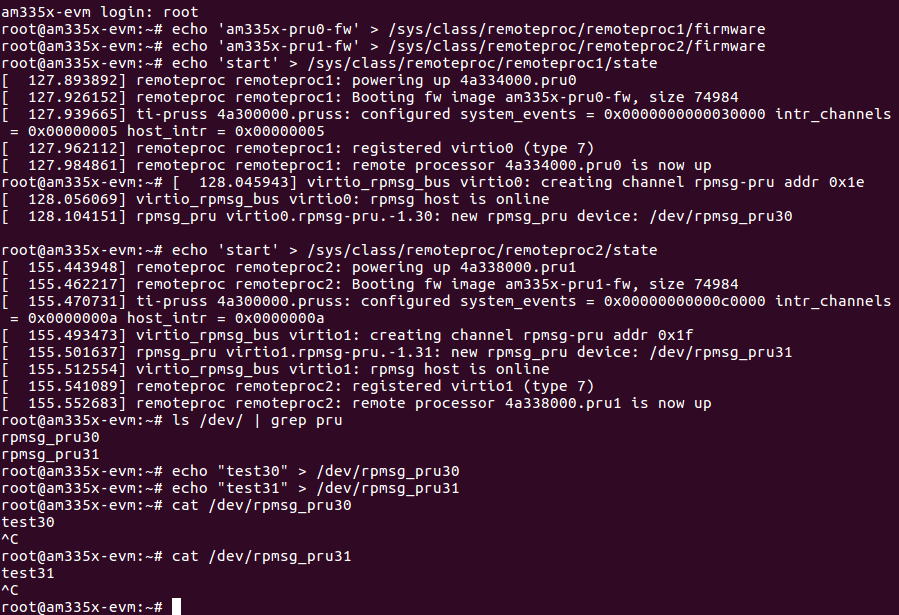 am335x-evm login: root
root@am335x-evm:~# echo 'am335x-pru0-fw' > /sys/class/remoteproc/remoteproc1/firmware
root@am335x-evm:~# echo 'am335x-pru1-fw' > /sys/class/remoteproc/remoteproc2/firmware
root@am335x-evm:~# echo 'start' > /sys/class/remoteproc/remoteproc1/state
[  127.893892] remoteproc remoteproc1: powering up 4a334000.pru0
[  127.926152] remoteproc remoteproc1: Booting fw image am335x-pru0-fw, size 74984
[  127.939665] ti-pruss 4a300000.pruss: configured system_events = 0x0000000000030000 intr_channels
 = 0x00000005 host_intr = 0x00000005
[  127.962112] remoteproc remoteproc1: registered virtio0 (type 7)
[  127.984861] remoteproc remoteproc1: remote processor 4a334000.pru0 is now up
root@am335x-evm:~# [  128.045943] virtio_rpmsg_bus virtio0: creating channel rpmsg-pru addr 0x1e
[  128.056069] virtio_rpmsg_bus virtio0: rpmsg host is online
[  128.104151] rpmsg_pru virtio0.rpmsg-pru.-1.30: new rpmsg_pru device: /dev/rpmsg_pru30

root@am335x-evm:~# echo 'start' > /sys/class/remoteproc/remoteproc2/state
[  155.443948] remoteproc remoteproc2: powering up 4a338000.pru1
[  155.462217] remoteproc remoteproc2: Booting fw image am335x-pru1-fw, size 74984
[  155.470731] ti-pruss 4a300000.pruss: configured system_events = 0x00000000000c0000 intr_channels
 = 0x0000000a host_intr = 0x0000000a
[  155.493473] virtio_rpmsg_bus virtio1: creating channel rpmsg-pru addr 0x1f
[  155.501637] rpmsg_pru virtio1.rpmsg-pru.-1.31: new rpmsg_pru device: /dev/rpmsg_pru31
[  155.512554] virtio_rpmsg_bus virtio1: rpmsg host is online
[  155.541089] remoteproc remoteproc2: registered virtio1 (type 7)
[  155.552683] remoteproc remoteproc2: remote processor 4a338000.pru1 is now up
root@am335x-evm:~# ls /dev/ | grep pru
rpmsg_pru30
rpmsg_pru31
root@am335x-evm:~# echo "test30" > /dev/rpmsg_pru30
root@am335x-evm:~# echo "test31" > /dev/rpmsg_pru31
root@am335x-evm:~# cat /dev/rpmsg_pru30
test30
^C
root@am335x-evm:~# cat /dev/rpmsg_pru31
test31
^C
root@am335x-evm:~#